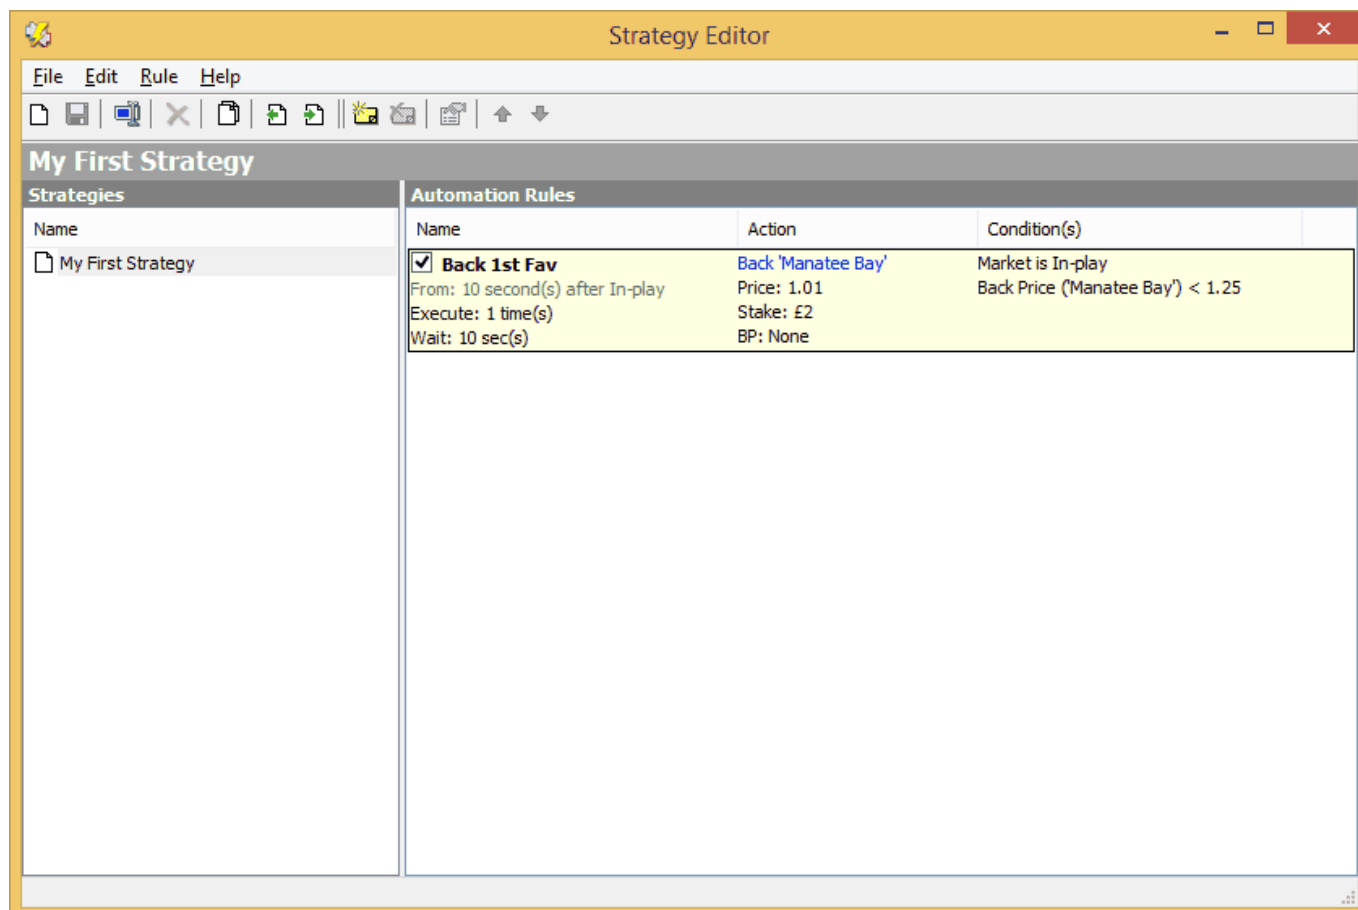 Strategy Editor
File Edit Rule Help
My First Strategy
Strategies
Automation Rules
Name
Name Action Condition(s)
My First Strategy
Back 1st Fav Back 'Manatee Bay' Market is In-play
From: 10 second(s) after In-play Price: 1.01 Back Price ('Manatee Bay') < 1.25
Execute: 1 time(s) Stake: £2
Wait: 10 sec(s) BP: None